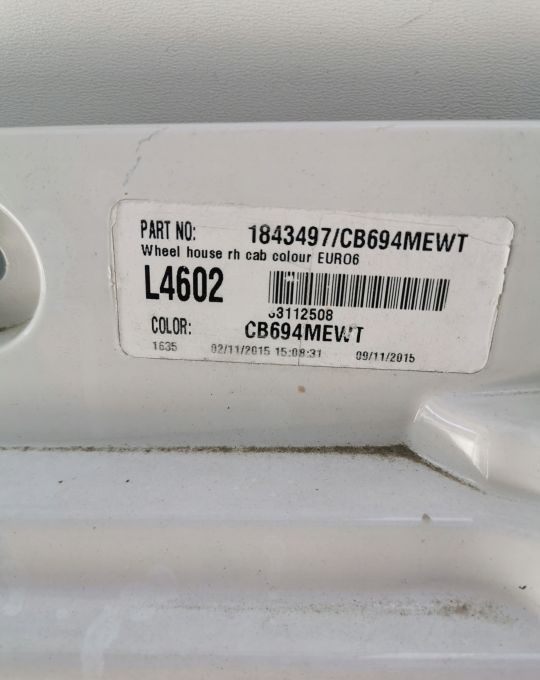 PART NO: 1843497/CB694MEWT
Wheel house rh cab colour EURO6
L4602
53112508
COLOR: CB694MEWT
1635 02/11/2015 15:08:31 09/11/2015